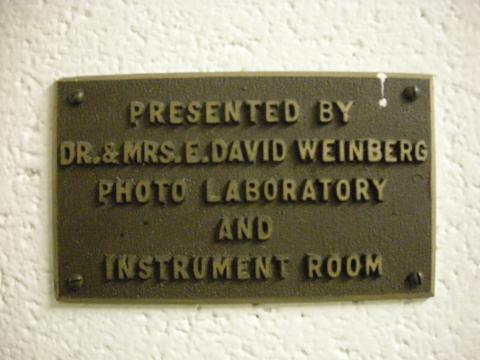 PRESENTED BY
DR. & MRS. E. DAVID WEINBERG
PHOTO LABORATORY
AND
INSTRUMENT ROOM